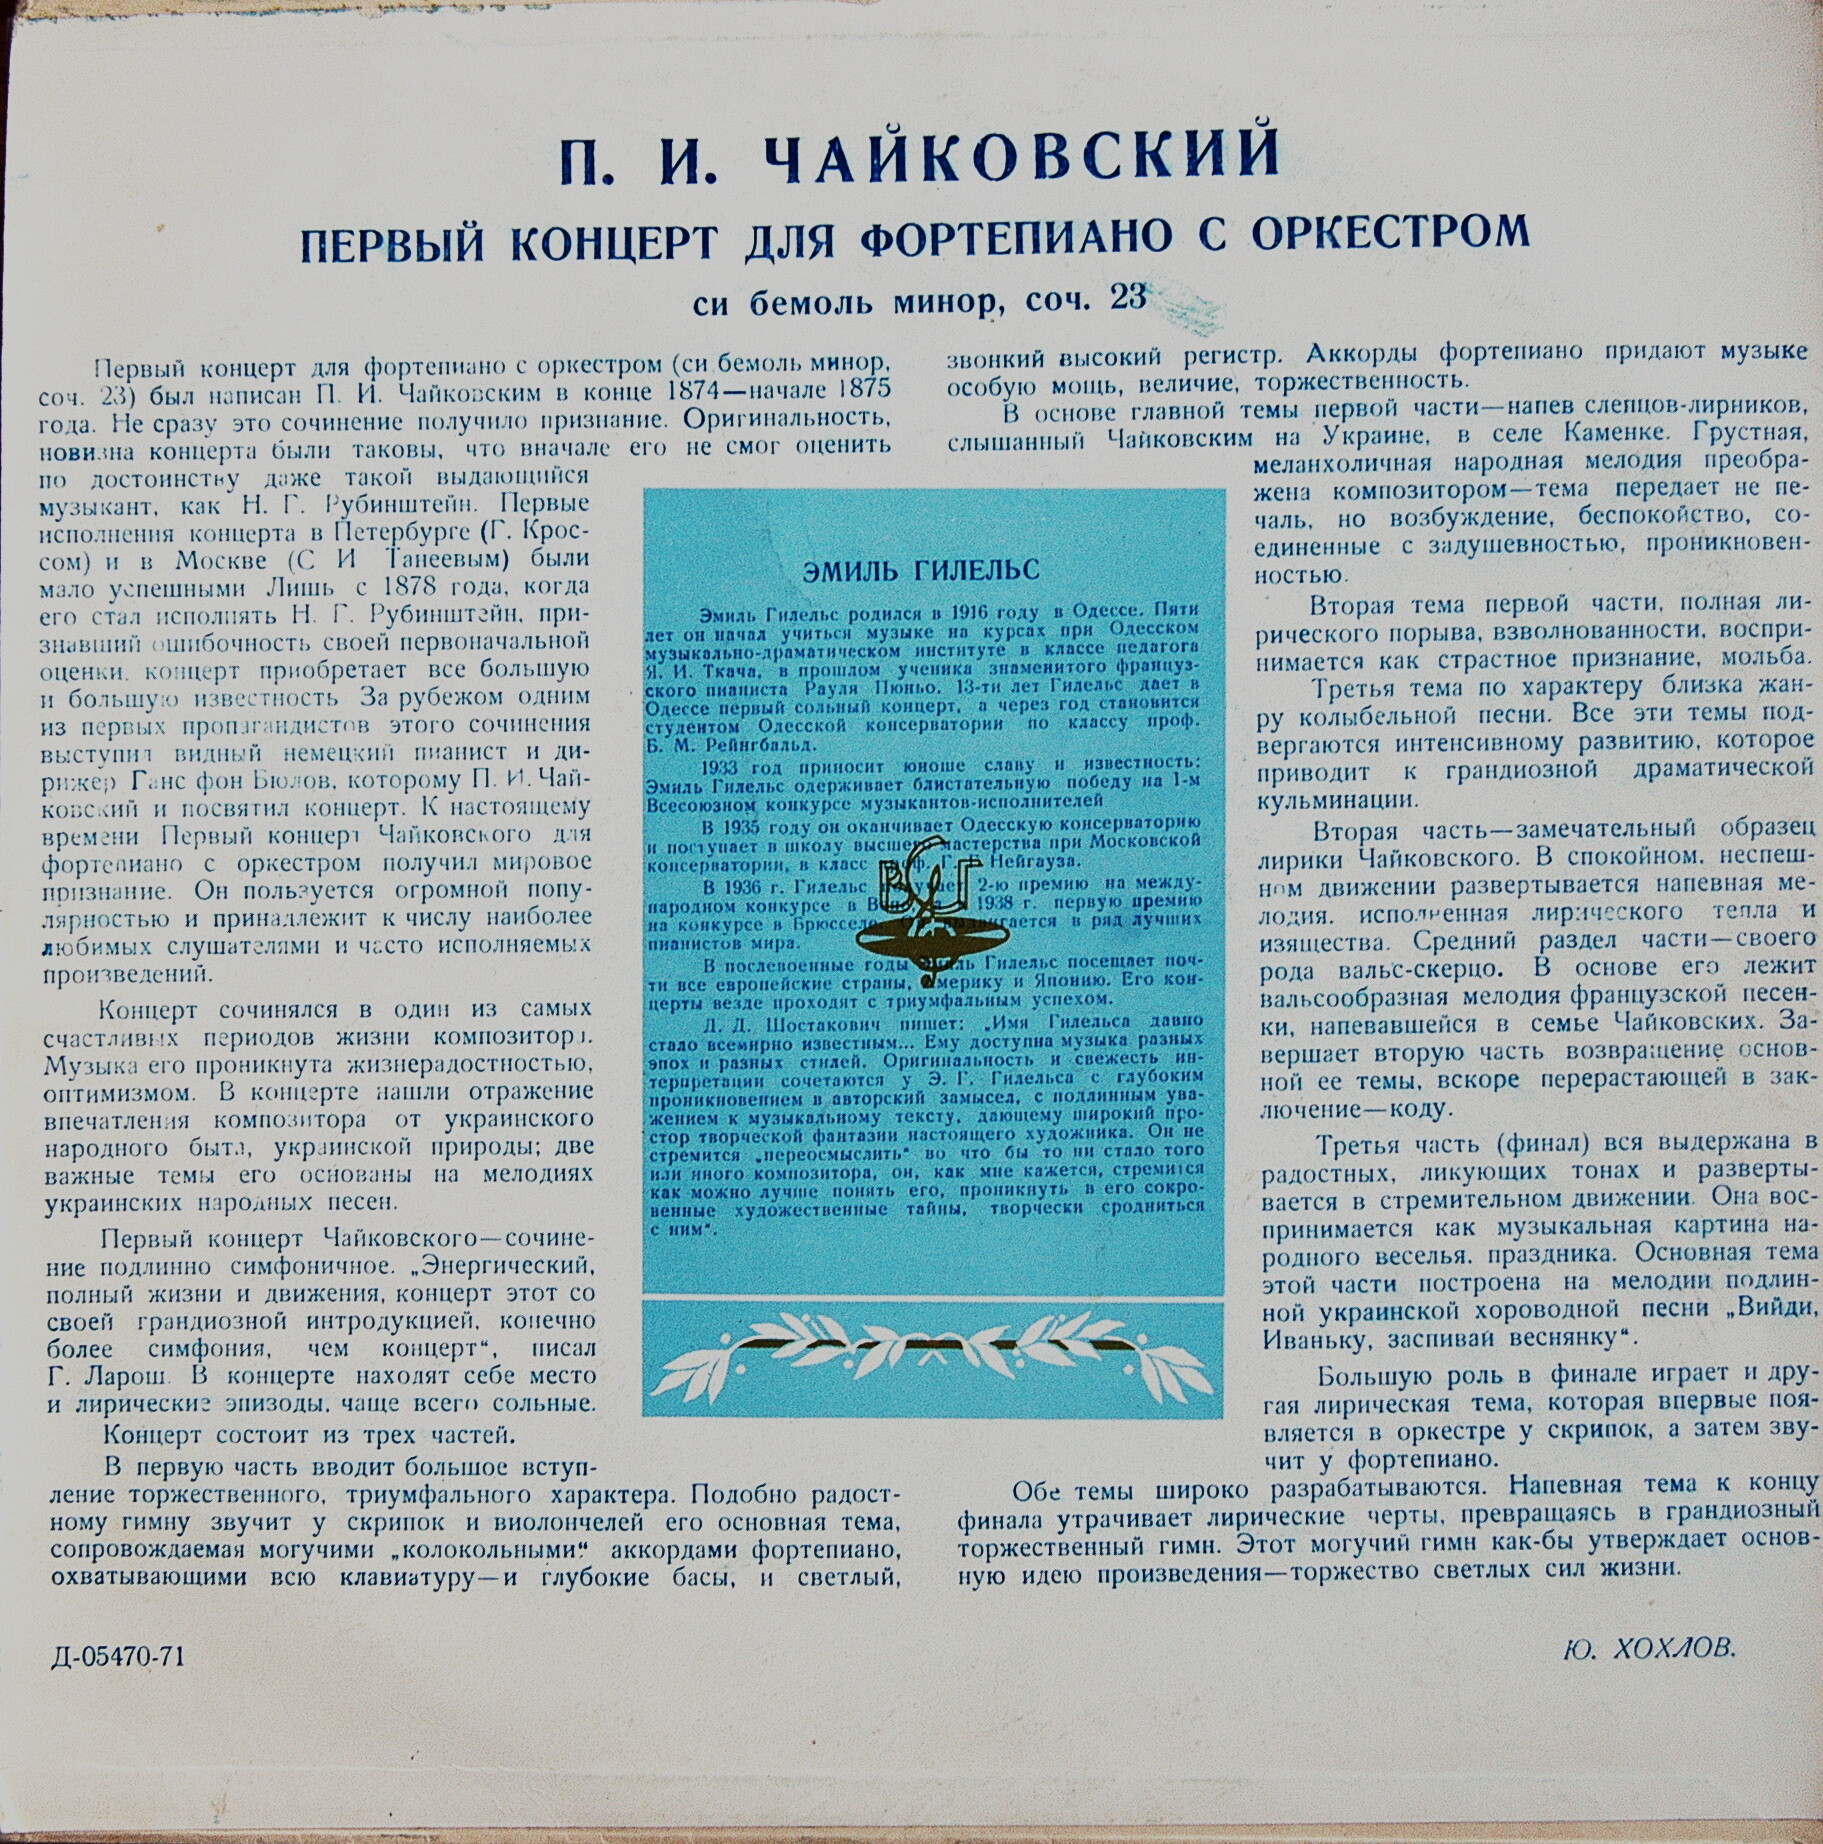 П. И. ЧАЙКОВСКИЙ
ПЕРВЫЙ КОНЦЕРТ ДЛЯ ФОРТЕПИАНО С ОРКЕСТРОМ
си бемоль минор, соч. 23
Первый концерт для фортепиано с оркестром (си бемоль минор,
соч. 23) был написан П. И. Чайковским в конце 1874—начале 1875
года. Не сразу это сочинение получило признание. Оригинальность,
новизна концерта были таковы, что вначале его не смог оценить
по достоинству даже такой выдающийся
музыкант, как Н. Г. Рубинштейн. Первые
исполнения концерта в Петербурге (Г. Крос-
сом) и в Москве (С И Танеевым) были
мало успешными Лишь с 1878 года, когда
его стал исполнять Н. Г. Рубинштейн, при-
знавший ошибочность своей первоначальной
оценки, концерт приобретает все большую
и большую известность За рубежом одним
из первых пропагандистов этого сочинения
выступил видный немецкий пианист и ди-
рижер Ганс фон Бюлов, которому П. И. Чай-
ковский и посвятил концерт. К настоящему
времени Первый концерт Чайковского для
фортепиано с оркестром получил мировое
признание. Он пользуется огромной попу-
лярностью и принадлежит к числу наиболее
любимых слушателями и часто исполняемых
произведений.
Концерт сочинялся в один из самых
счастливых периодов жизни композитора.
Музыка его проникнута жизнерадостностью,
оптимизмом. В концерте нашли отражение
впечатления композитора от украинского
народного быта, украинской природы; две
важные темы его основаны на мелодиях
украинских народных песен.
Первый концерт Чайковского—сочине-
ние подлинно симфоничное. „Энергический,
полный жизни и движения, концерт этот со
своей грандиозной интродукцией, конечно
более симфония, чем концерт“, писал
Г. Ларош. В концерте находят себе место
и лирические эпизоды, чаще всего сольные.
Концерт состоит из трех частей.
В первую часть вводит большое вступ-
ление торжественного, триумфального характера. Подобно радост-
ному гимну звучит у скрипок и виолончелей его основная тема,
сопровождаемая могучими „колокольными“ аккордами фортепиано,
охватывающими всю клавиатуру—и глубокие басы, и светлый,
звонкий высокий регистр. Аккорды фортепиано придают музыке
особую мощь, величие, торжественность.
В основе главной темы первой части—напев слепцов-лирников,
слышанный Чайковским на Украине, в селе Каменке. Грустная,
меланхоличная народная мелодия преобра-
жена композитором—тема передает не пе-
чаль, но возбуждение, беспокойство, со-
единенные с задушевностью, проникновен-
ностью.
Вторая тема первой части, полная ли-
рического порыва, взволнованности, воспри-
нимается как страстное признание, мольба.
Третья тема по характеру близка жан-
ру колыбельной песни. Все эти темы под-
вергаются интенсивному развитию, которое
приводит к грандиозной драматической
кульминации.
Вторая часть—замечательный образец
лирики Чайковского. В спокойном, неспеш-
ном движении развертывается напевная ме-
лодия, исполненная лирического тепла и
изящества. Средний раздел части—своего
рода вальс-скерцо. В основе его лежит
вальсообразная мелодия французской песен-
ки, напевавшейся в семье Чайковских. За-
вершает вторую часть возвращение основ-
ной ее темы, вскоре перерастающей в зак-
лючение—коду.
Третья часть (финал) вся выдержана в
радостных, ликующих тонах и разверты-
вается в стремительном движении. Она вос-
принимается как музыкальная картина на-
родного веселья, праздника. Основная тема
этой части построена на мелодии подлин-
ной украинской хороводной песни „Вийди,
Иваньку, заспивай веснянку“.
Большую роль в финале играет и дру-
гая лирическая тема, которая впервые поя-
вляется в оркестре у скрипок, а затем зву-
чит у фортепиано.
Обе темы широко разрабатываются. Напевная тема к концу
финала утрачивает лирические черты, превращаясь в грандиозный
торжественный гимн. Этот могучий гимн как-бы утверждает основ-
ную идею произведения—торжество светлых сил жизни.
ЭМИЛЬ ГИЛЕЛЬС
Эмиль Гилельс родился в 1916 году в Одессе. Пяти
лет он начал учиться музыке на курсах при Одесском
музыкально-драматическом институте в классе педагога
Я. И. Ткача, в прошлом ученика знаменитого француз-
ского пианиста Рауля Пюньо. 13-ти лет Гилельс дает в
Одессе первый сольный концерт, а через год становится
студентом Одесской консерватории по классу проф.
Б. М. Рейнгбальд.
1933 год приносит юноше славу и известность:
Эмиль Гилельс одерживает блистательную победу на 1-м
Всесоюзном конкурсе музыкантов-исполнителей
В 1935 году он оканчивает Одесскую консерваторию
и поступает в школу высшего мастерства при Московской
консерватории, в класс проф. Г. Нейгауза.
В 1936 г. Гилельс получает 2-ю премию на между-
народном конкурсе в 1938 г. первую премию
на конкурсе в Брюсселе. выдвигается в ряд лучших
пианистов мира.
В послевоенные годы Эмиль Гилельс посещает поч-
ти все европейские страны, Америку и Японию. Его кон-
церты везде проходят с триумфальным успехом.
Д. Д. Шостакович пишет: „Имя Гилельса давно
стало всемирно известным... Ему доступна музыка разных
эпох и разных стилей. Оригинальность и свежесть ин-
терпретации сочетаются у Э. Г. Гилельса с глубоким
проникновением в авторский замысел, с подлинным ува-
жением к музыкальному тексту, дающему широкий про-
стор творческой фантазии настоящего художника. Он не
стремится „переосмыслить“ во что бы то ни стало того
или иного композитора, он, как мне кажется, стремится
как можно лучше понять его, проникнуть в его сокро-
венные художественные тайны, творчески сродниться
с ним“.
ВСГ
Д-05470-71
Ю. ХОХЛОВ.